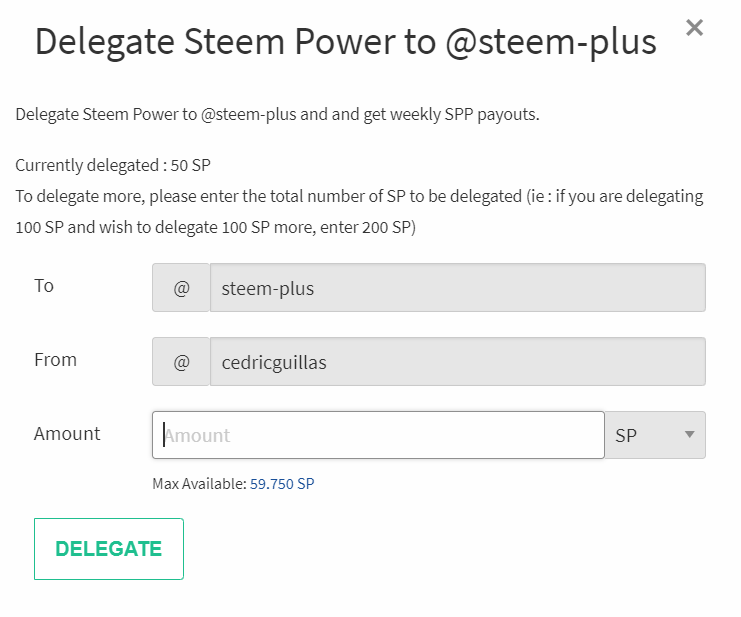 Delegate Steem Power to @steem-plus ×
Delegate Steem Power to @steem-plus and and get weekly SPP payouts.
Currently delegated : 50 SP
To delegate more, please enter the total number of SP to be delegated (ie : if you are delegating
100 SP and wish to delegate 100 SP more, enter 200 SP)
To @ steem-plus
From @ cedricguillas
Amount Amount SP
Max Available: 59.750 SP
DELEGATE